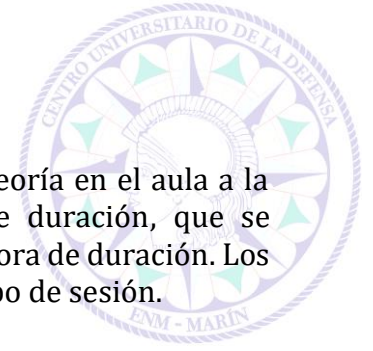 CENTRO UNIVERSITARIO DE LA DEFENSA
eoría en el aula a la
e duración, que se
ora de duración. Los
po de sesión.
ENM - MARÍN